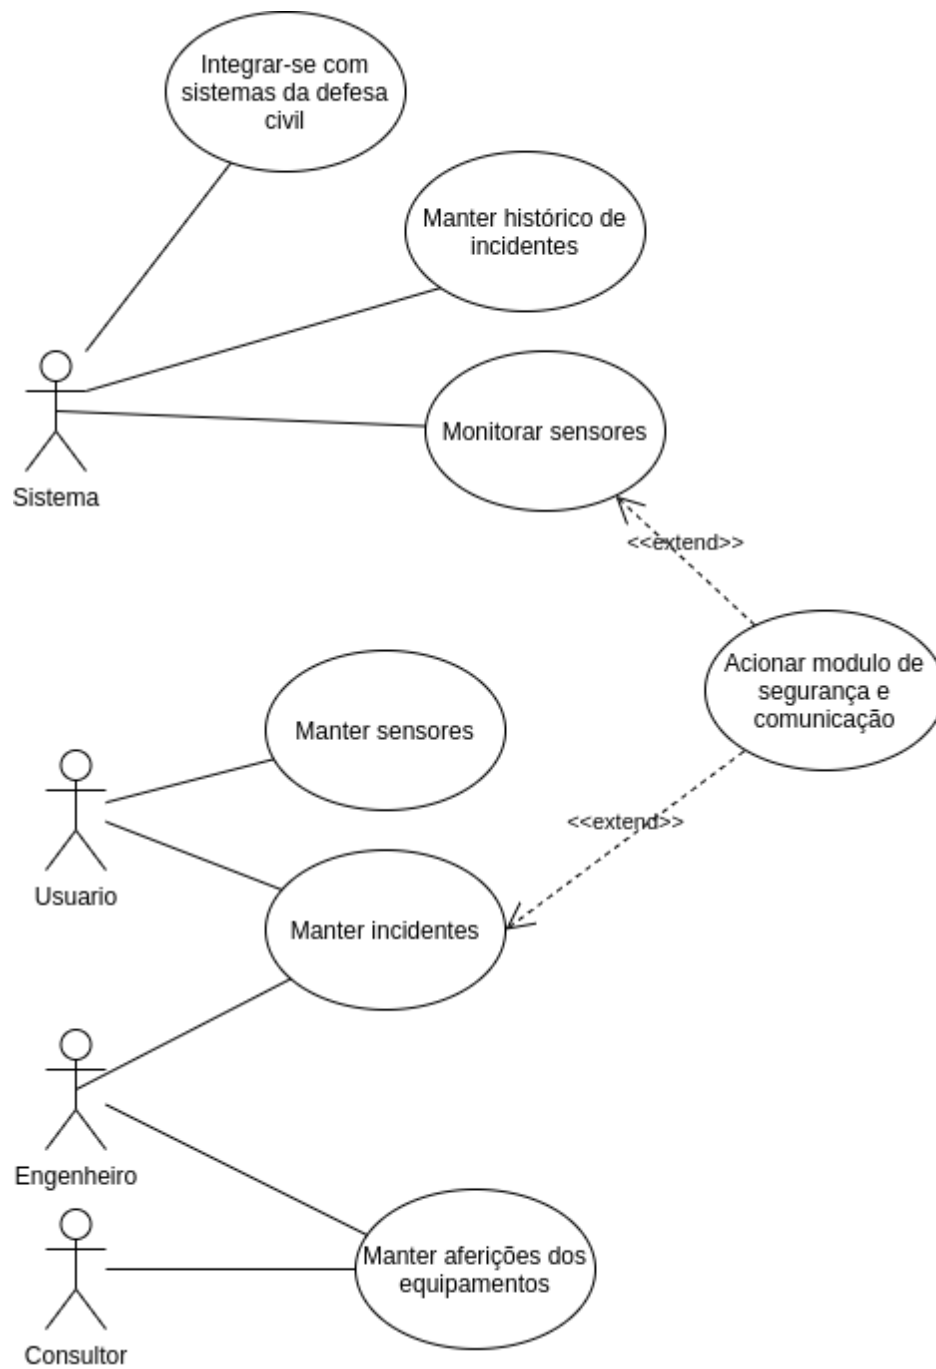 Integrar-se com
sistemas da defesa
civil
Manter histórico de
incidentes
Monitorar sensores
Sistema
<<extend>>
Acionar modulo de
segurança e
comunicação
Manter sensores
Usuario
<<extend>>
Manter incidentes
Engenheiro
Manter aferições dos
equipamentos
Consultor